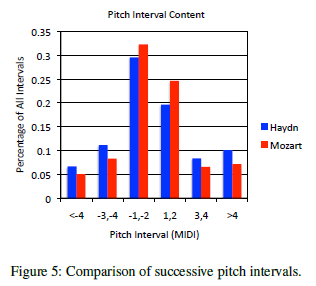 Pitch Interval Content
Percentage of All Intervals
0.35
0.3
0.25
0.2
0.15
0.1
0.05
0
<-4 -3,-4 -1,-2 1,2 3,4 >4
Pitch Interval (MIDI)
Haydn
Mozart
Figure 5: Comparison of successive pitch intervals.